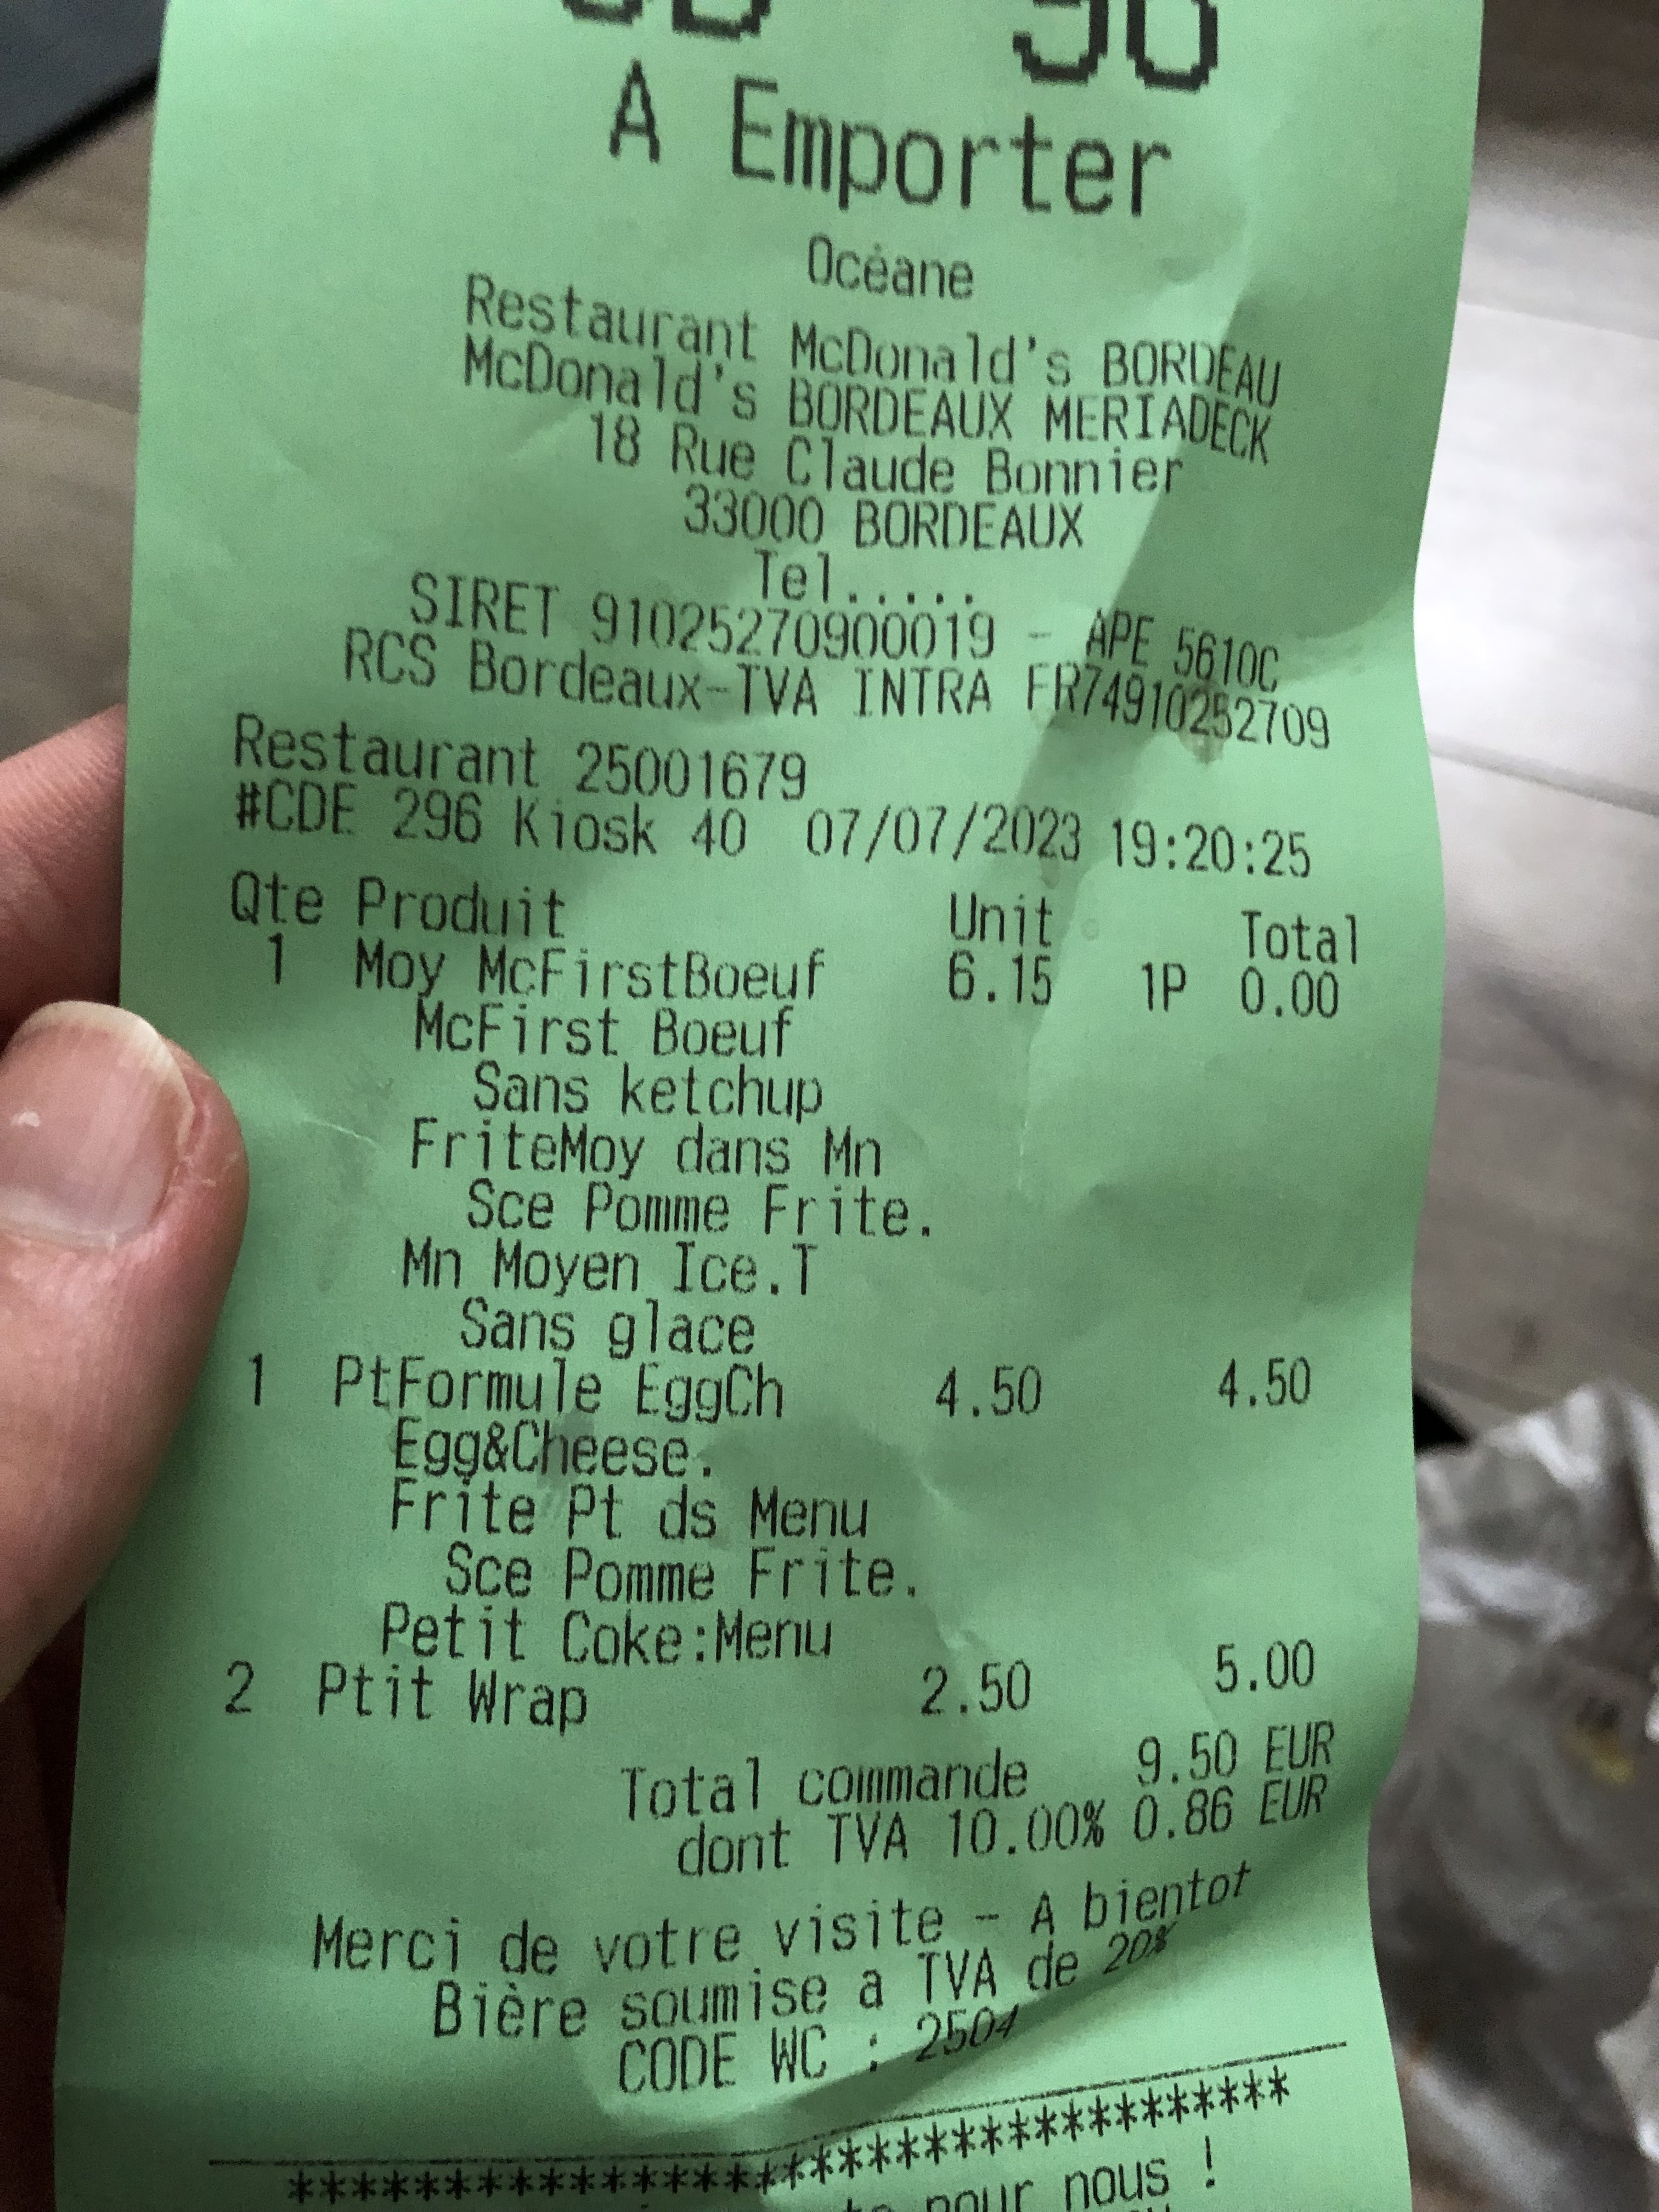 A Emporter
Océane
Restaurant McDonald's BORDEAU
McDonald's BORDEAUX MERIADECK
18 Rue Claude Bonnier
33000 BORDEAUX
Tel.....
SIRET 91025270900019 - APE 5610C
RCS Bordeaux-TVA INTRA FR74910252709
Restaurant 25001679
#CDE 296 Kiosk 40 07/07/2023 19:20:25
Qte Produit Unit Total
1 Moy McFirstBoeuf 6.15 1P 0.00
McFirst Boeuf
Sans ketchup
FriteMoy dans Mn
Sce Pomme Frite.
Mn Moyen Ice.T
Sans glace
1 PtFormule EggCh 4.50 4.50
Egg&Cheese.
Frite Pt ds Menu
Sce Pomme Frite.
Petit Coke:Menu
2 Ptit Wrap 2.50 5.00
Total commande 9.50 EUR
dont TVA 10.00% 0.86 EUR
Merci de votre visite - A bientot
Bière soumise a TVA de 20%
CODE WC : 2504
**********************************
pour nous !